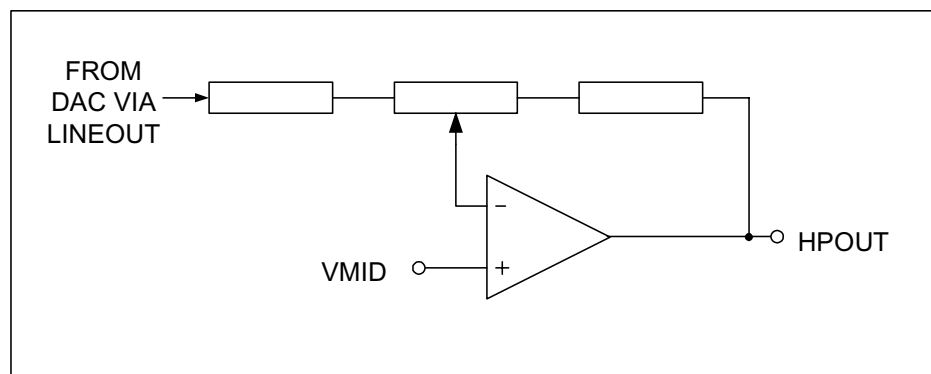 FROM
DAC VIA
LINEOUT
−
+
VMID
HPOUT